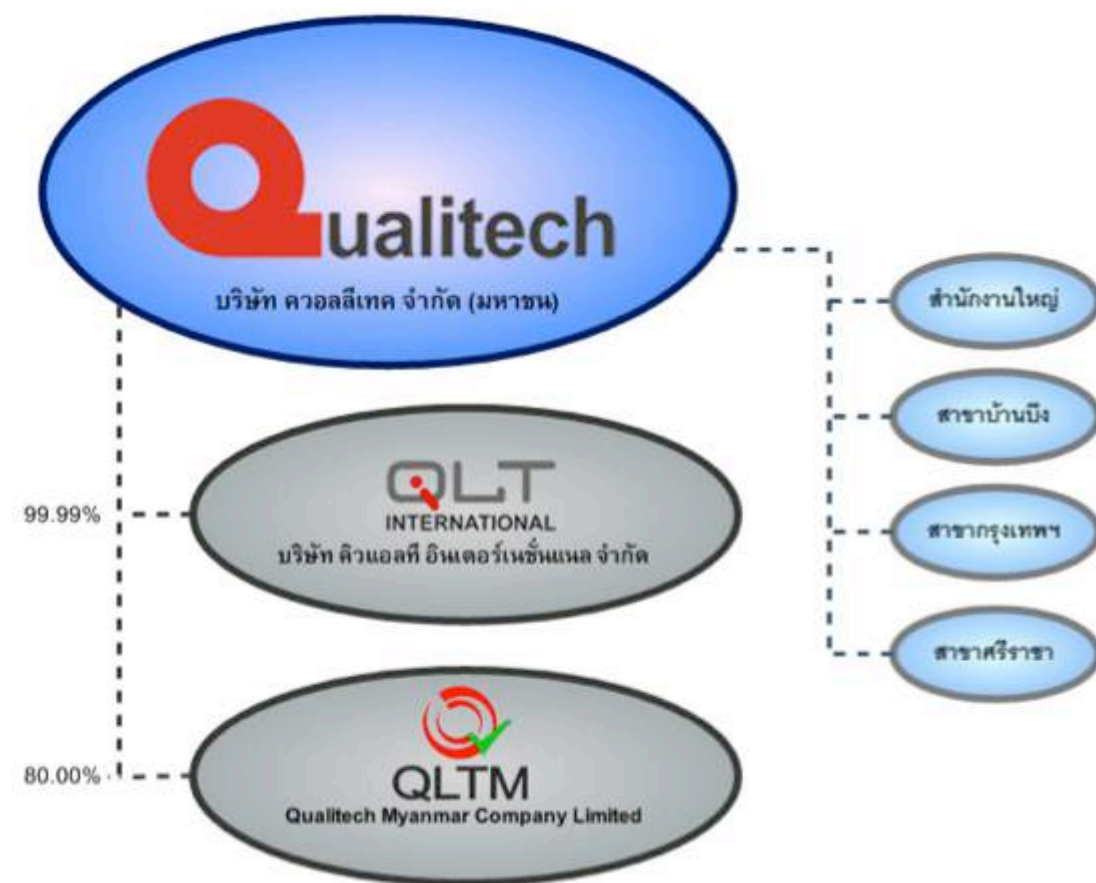 Qualitech
บริษัท ควอลลีเทค จำกัด (มหาชน)
สำนักงานใหญ่
สาขาบ้านบึง
สาขากรุงเทพฯ
สาขาศรีราชา
99.99%
QLT
INTERNATIONAL
บริษัท คิวแอลที อินเตอร์เนชั่นแนล จำกัด
80.00%
QLTM
Qualitech Myanmar Company Limited